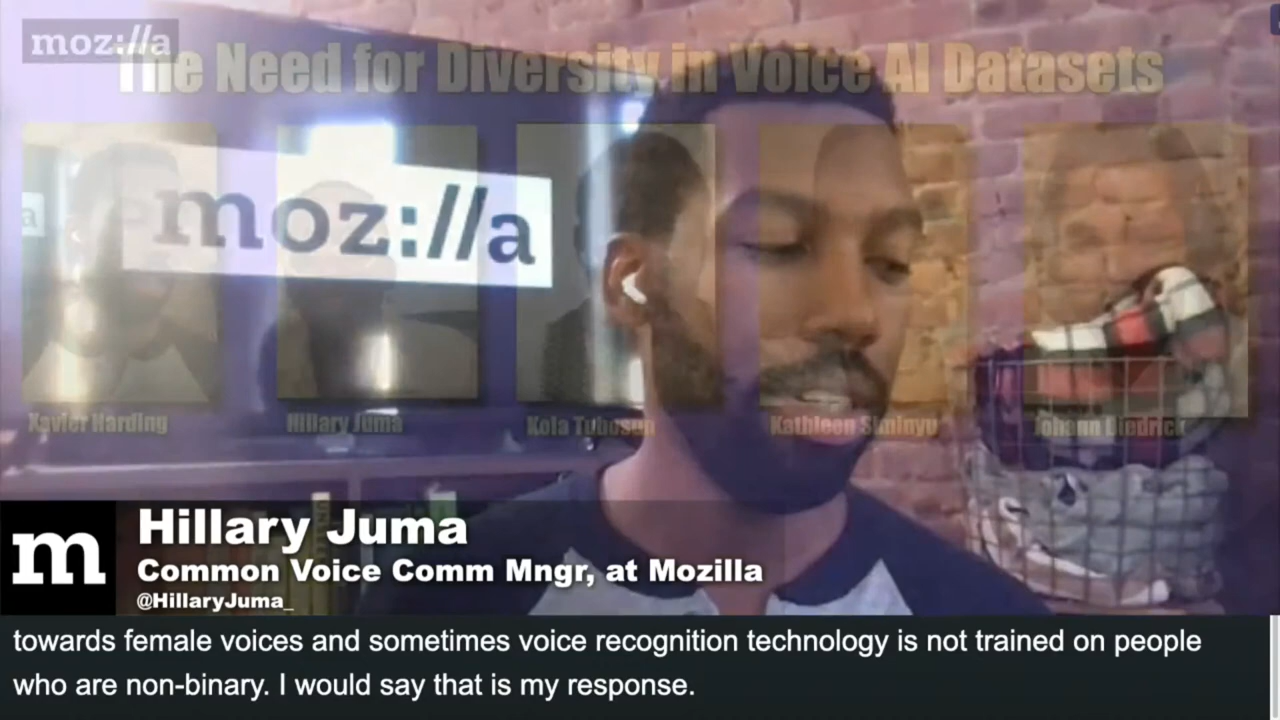 moz://a
The Need for Diversity in Voice AI Datasets
moz://a
a
Xavier Harding
Hillary Juma
Kola Tubosun
Kathleen Siminyu
Johann Diedrick
m
Hillary Juma
Common Voice Comm Mngr, at Mozilla
@HillaryJuma_
towards female voices and sometimes voice recognition technology is not trained on people
who are non-binary. I would say that is my response.